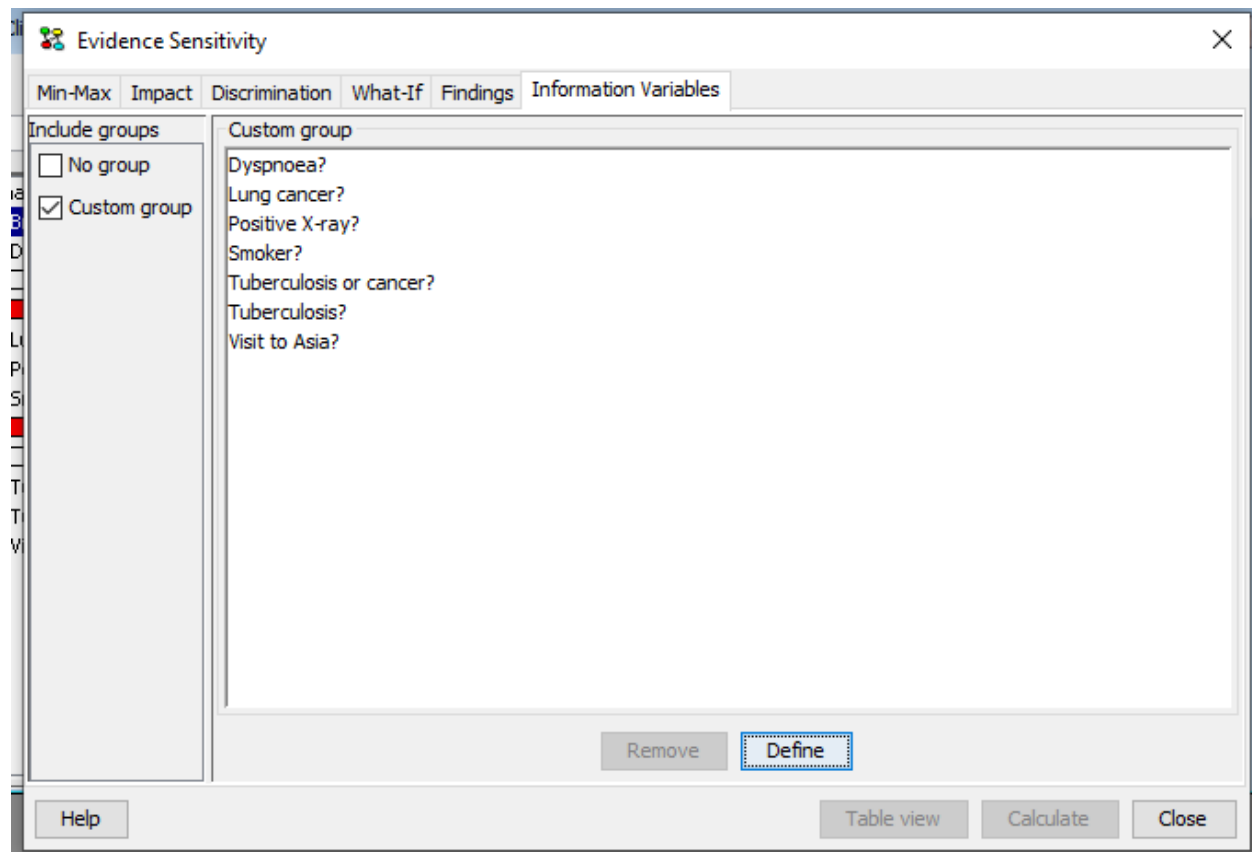 Evidence Sensitivity
Min-Max Impact Discrimination What-If Findings Information Variables
Include groups
No group
Custom group
Custom group
Dyspnoea?
Lung cancer?
Positive X-ray?
Smoker?
Tuberculosis or cancer?
Tuberculosis?
Visit to Asia?
Remove Define
Help Table view Calculate Close